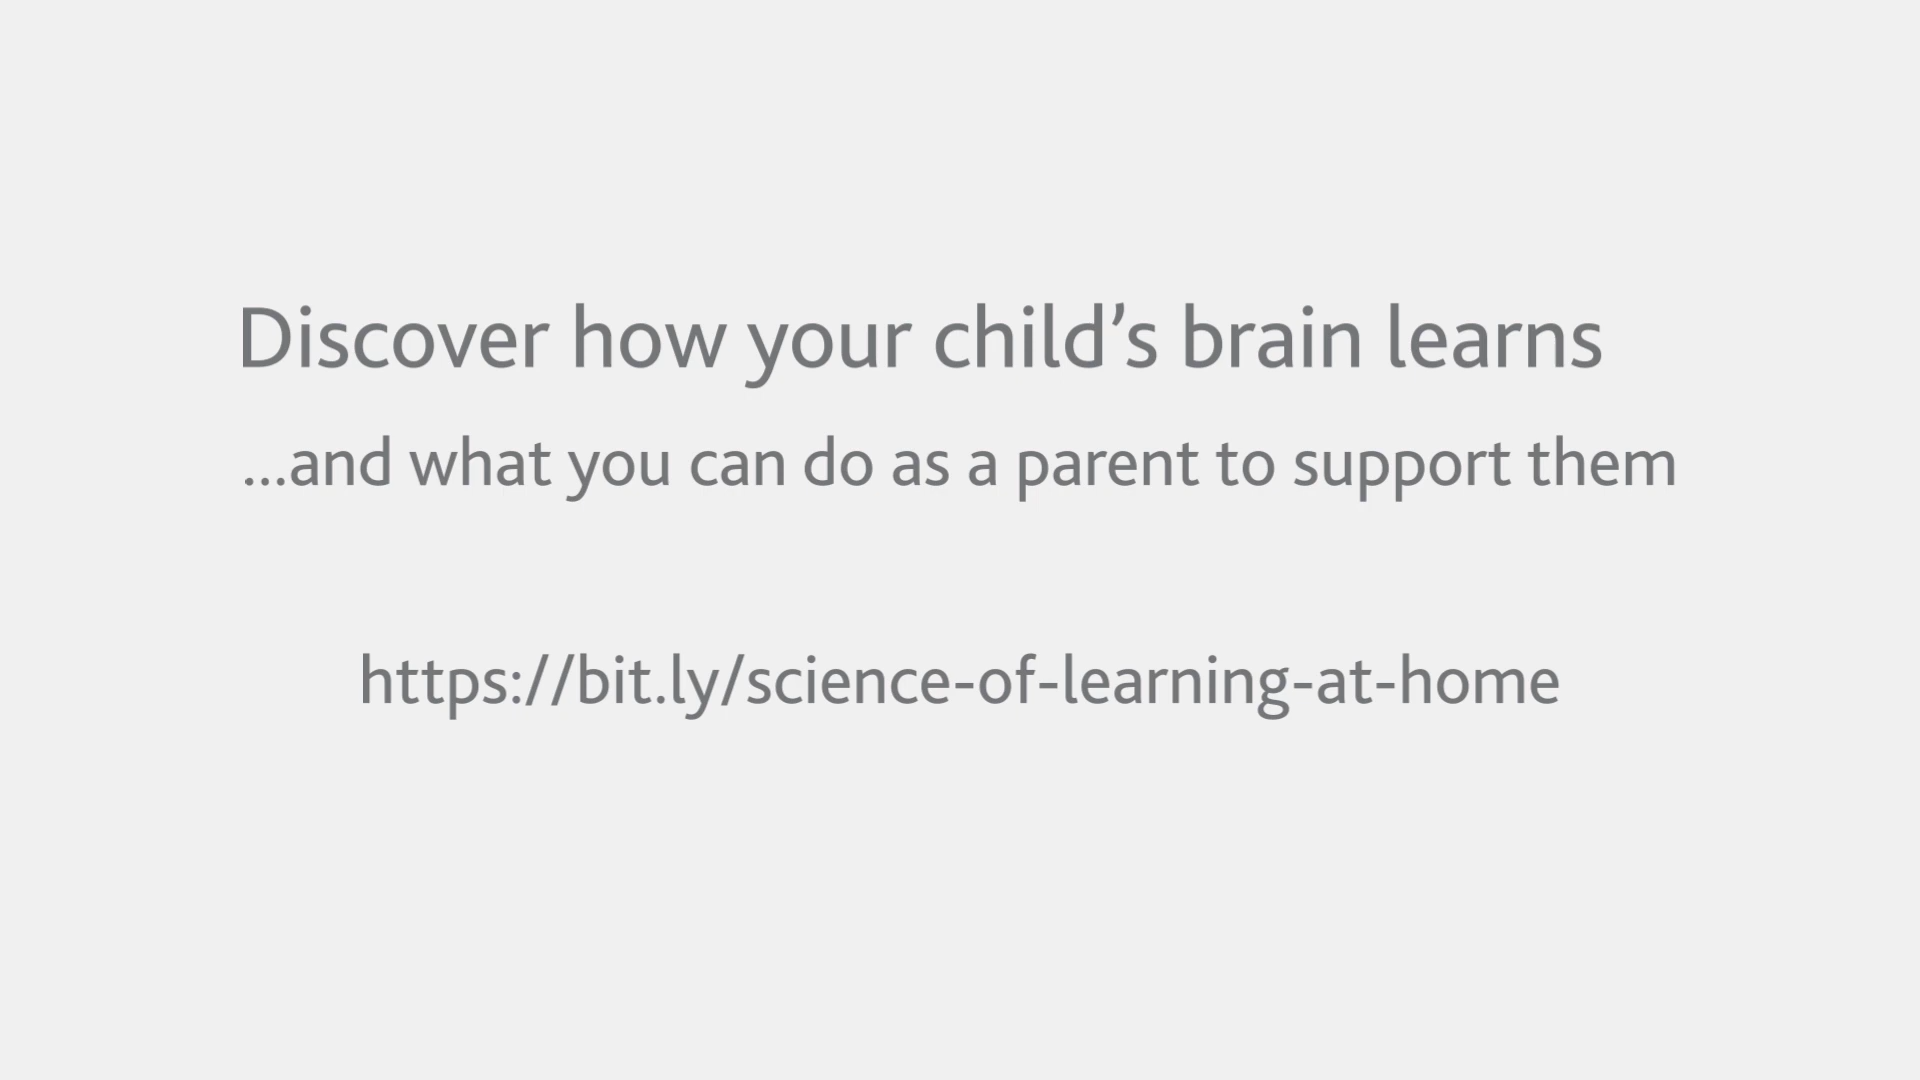 Discover how your child’s brain learns
...and what you can do as a parent to support them
https://bit.ly/science-of-learning-at-home